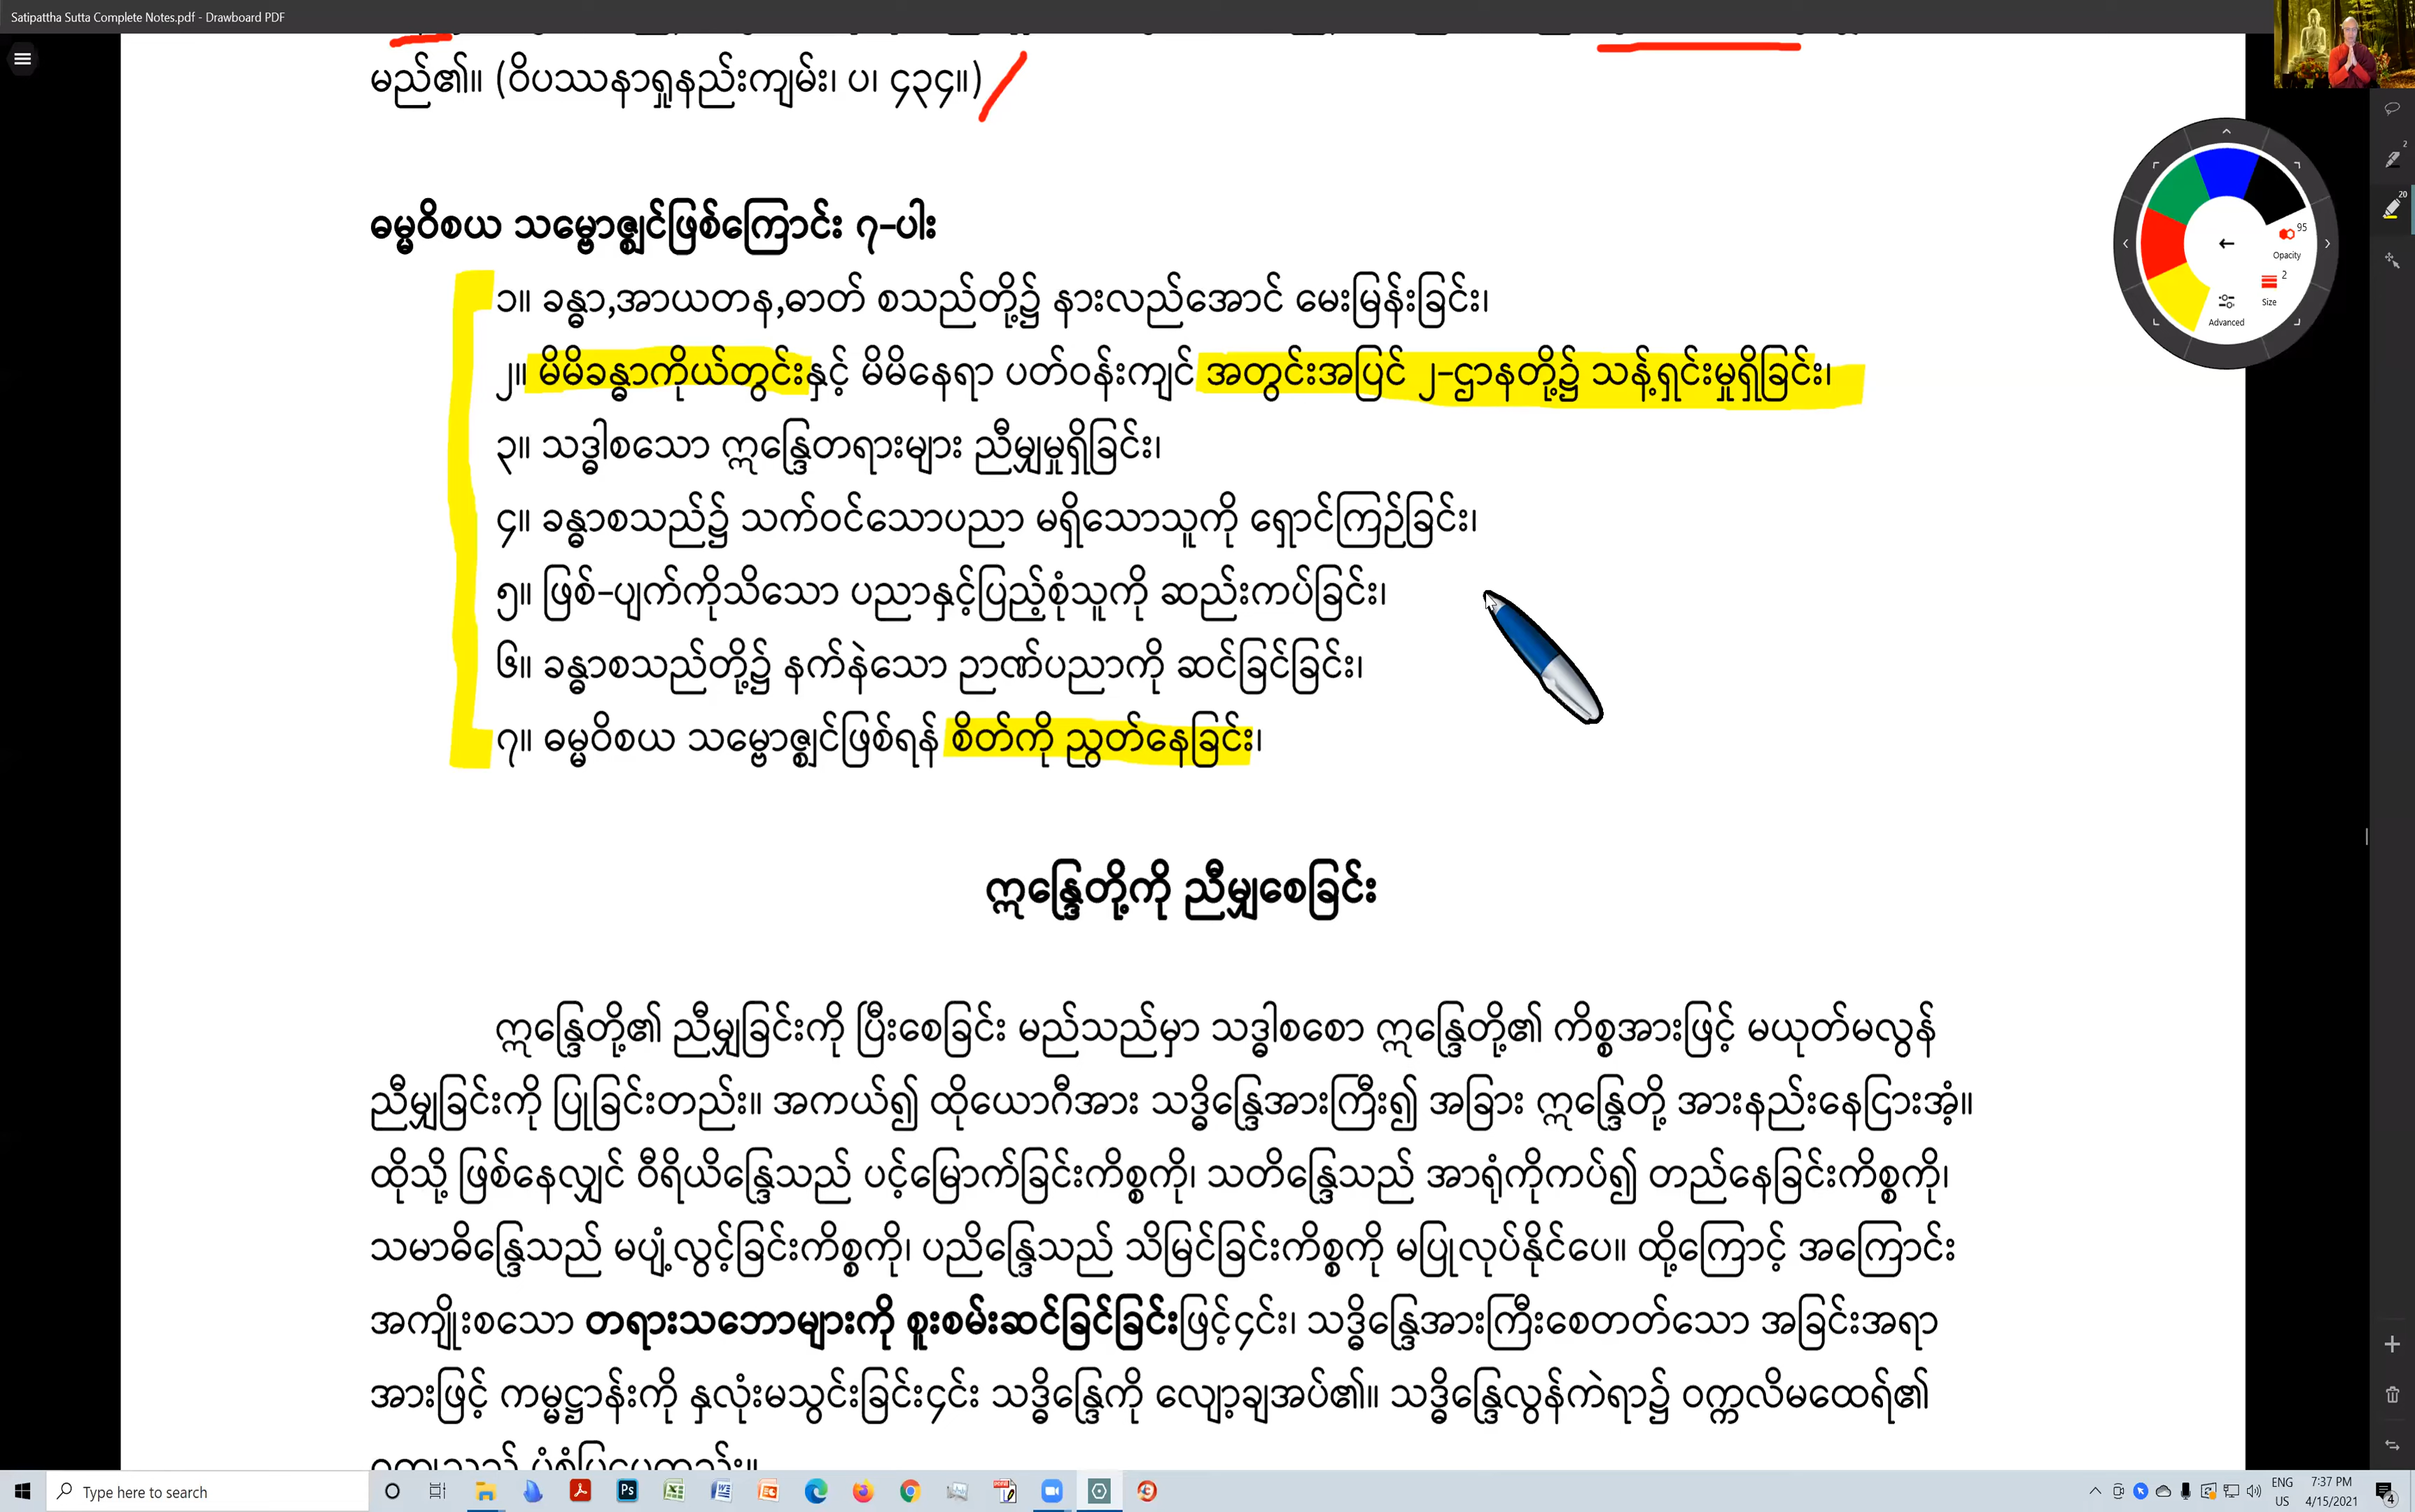 Satipattha Sutta Complete Notes.pdf - Drawboard PDF
မည်၏။ (ဝိပဿနာရှုနည်းကျမ်း၊ ပ၊ ၄၃၄။)
ဓမ္မဝိစယ သမ္ဗောဇ္ဈင်ဖြစ်ကြောင်း ၇-ပါး
၁။ ခန္ဓာ,အာယတန,ဓာတ် စသည်တို့၌ နားလည်အောင် မေးမြန်းခြင်း၊
၂။ မိမိခန္ဓာကိုယ်တွင်းနှင့် မိမိနေရာ ပတ်ဝန်းကျင် အတွင်းအပြင် ၂-ဌာနတို့၌ သန့်ရှင်းမှုရှိခြင်း၊
၃။ သဒ္ဓါစသော ဣန္ဒြေတရားများ ညီမျှမှုရှိခြင်း၊
၄။ ခန္ဓာစသည်၌ သက်ဝင်သောပညာ မရှိသောသူကို ရှောင်ကြဉ်ခြင်း၊
၅။ ဖြစ်-ပျက်ကိုသိသော ပညာနှင့်ပြည့်စုံသူကို ဆည်းကပ်ခြင်း၊
၆။ ခန္ဓာစသည်တို့၌ နက်နဲသော ဉာဏ်ပညာကို ဆင်ခြင်ခြင်း၊
၇။ ဓမ္မဝိစယ သမ္ဗောဇ္ဈင်ဖြစ်ရန် စိတ်ကို ညွတ်နေခြင်း၊
ဣန္ဒြေတို့ကို ညီမျှစေခြင်း
ဣန္ဒြေတို့၏ ညီမျှခြင်းကို ပြီးစေခြင်း မည်သည်မှာ သဒ္ဓါစစော ဣန္ဒြေတို့၏ ကိစ္စအားဖြင့် မယုတ်မလွန်
ညီမျှခြင်းကို ပြုခြင်းတည်း။ အကယ်၍ ထိုယောဂီအား သဒ္ဓိန္ဒြေအားကြီး၍ အခြား ဣန္ဒြေတို့ အားနည်းနေငြားအံ့။
ထိုသို့ ဖြစ်နေလျှင် ဝီရိယိန္ဒြေသည် ပင့်မြောက်ခြင်းကိစ္စကို၊ သတိန္ဒြေသည် အာရုံကိုကပ်၍ တည်နေခြင်းကိစ္စကို၊
သမာဓိန္ဒြေသည် မပျံ့လွင့်ခြင်းကိစ္စကို၊ ပညိန္ဒြေသည် သိမြင်ခြင်းကိစ္စကို မပြုလုပ်နိုင်ပေ။ ထို့ကြောင့် အကြောင်း
အကျိုးစသော တရားသဘောများကို စူးစမ်းဆင်ခြင်ခြင်းဖြင့်၎င်း၊ သဒ္ဓိန္ဒြေအားကြီးစေတတ်သော အခြင်းအရာ
အားဖြင့် ကမ္မဋ္ဌာန်းကို နှလုံးမသွင်းခြင်း၎င်း သဒ္ဓိန္ဒြေကို လျော့ချအပ်၏။ သဒ္ဓိန္ဒြေလွန်ကဲရာ၌ ဝက္ကလိမထေရ်၏
2
20
95
Opacity
2
Size
Advanced
Type here to search
ENG
US
7:37 PM
4/15/2021
4